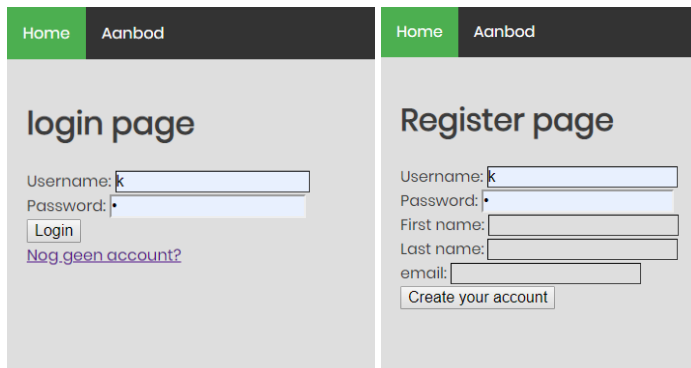 Home Aanbod
login page
Username: k
Password: •
Login
Nog geen account?
Home Aanbod
Register page
Username: k
Password: •
First name:
Last name:
email:
Create your account